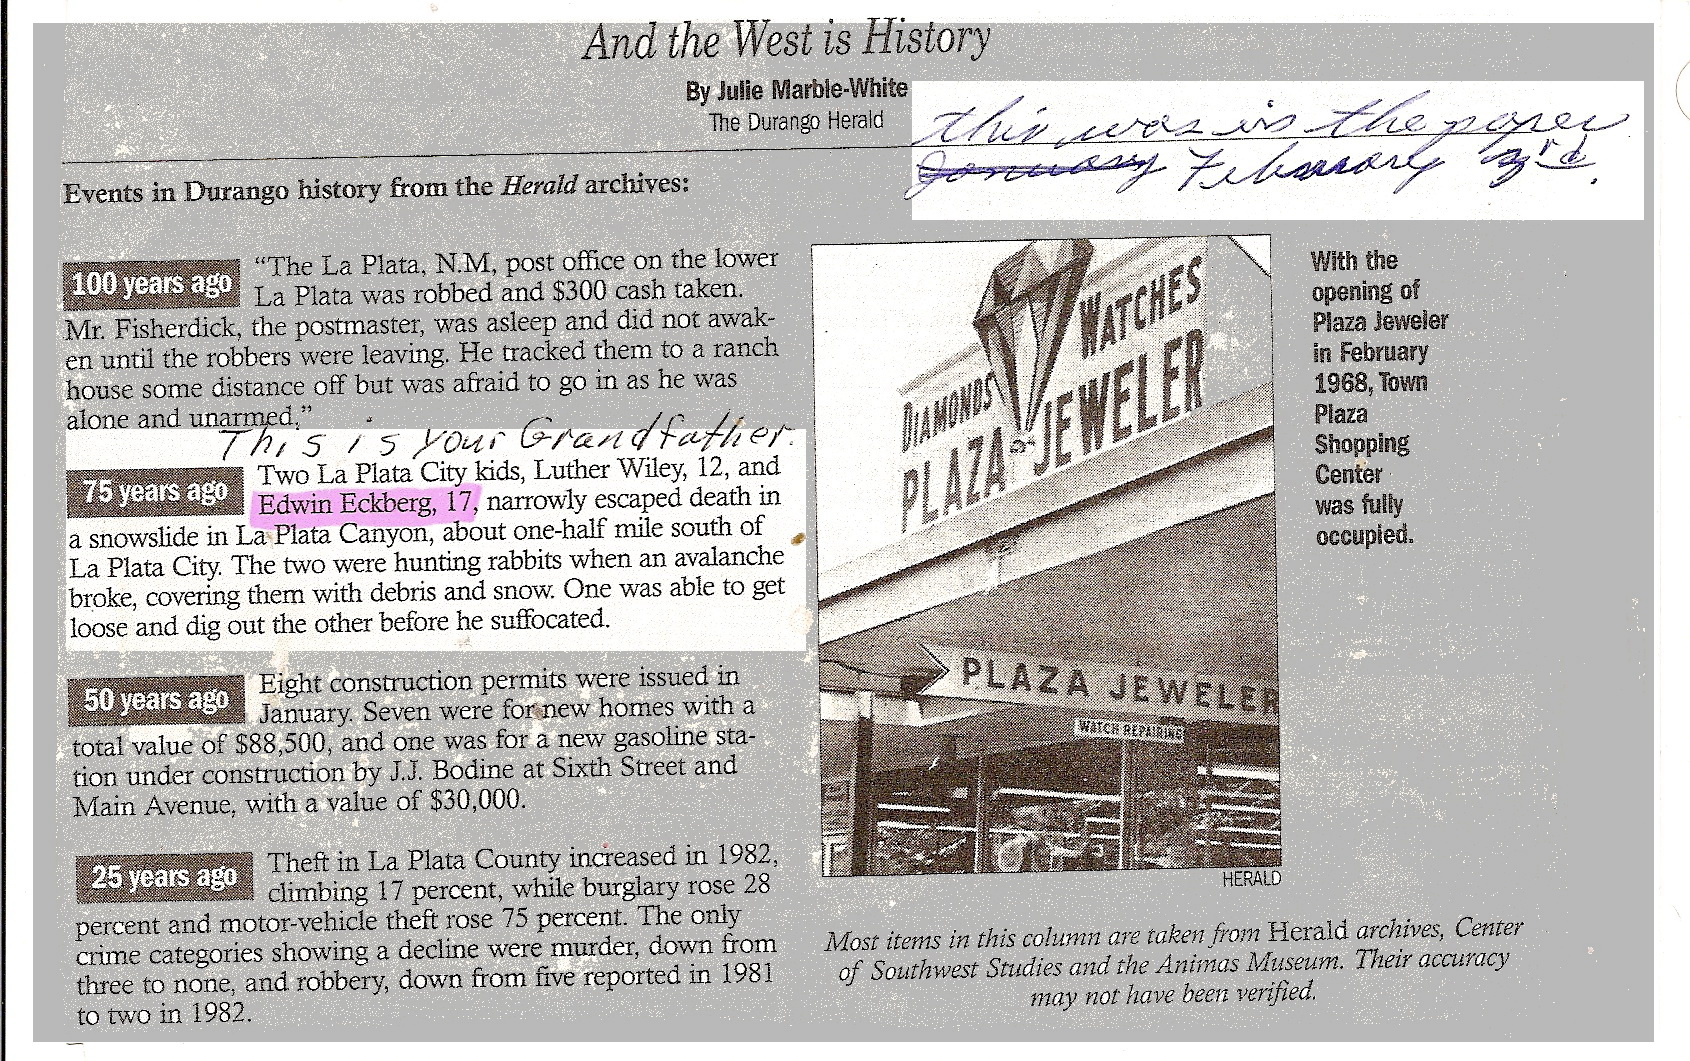 And the West is History
By Julie Marble-White
The Durango Herald
this was in the paper
January February 3rd.
Events in Durango history from the Herald archives:
100 years ago
"The La Plata, N.M, post office on the lower
La Plata was robbed and $300 cash taken.
Mr. Fisherdick, the postmaster, was asleep and did not awak-
en until the robbers were leaving. He tracked them to a ranch
house some distance off but was afraid to go in as he was
alone and unarmed,"
This is your Grandfather.
75 years ago
Two La Plata City kids, Luther Wiley, 12, and
Edwin Eckberg, 17, narrowly escaped death in
a snowslide in La Plata Canyon, about one-half mile south of
La Plata City. The two were hunting rabbits when an avalanche
broke, covering them with debris and snow. One was able to get
loose and dig out the other before he suffocated.
50 years ago
Eight construction permits were issued in
January. Seven were for new homes with a
total value of $88,500, and one was for a new gasoline sta-
tion under construction by J.J. Bodine at Sixth Street and
Main Avenue, with a value of $30,000.
25 years ago
Theft in La Plata County increased in 1982,
climbing 17 percent, while burglary rose 28
percent and motor-vehicle theft rose 75 percent. The only
crime categories showing a decline were murder, down from
three to none, and robbery, down from five reported in 1981
to two in 1982.
WATCHES
DIAMONDS
JEWELER
PLAZA
PLAZA JEWELER
WATCH REPAIRING
HERALD
With the
opening of
Plaza Jeweler
in February
1968, Town
Plaza
Shopping
Center
was fully
occupied.
Most items in this column are taken from Herald archives, Center
of Southwest Studies and the Animas Museum. Their accuracy
may not have been verified.